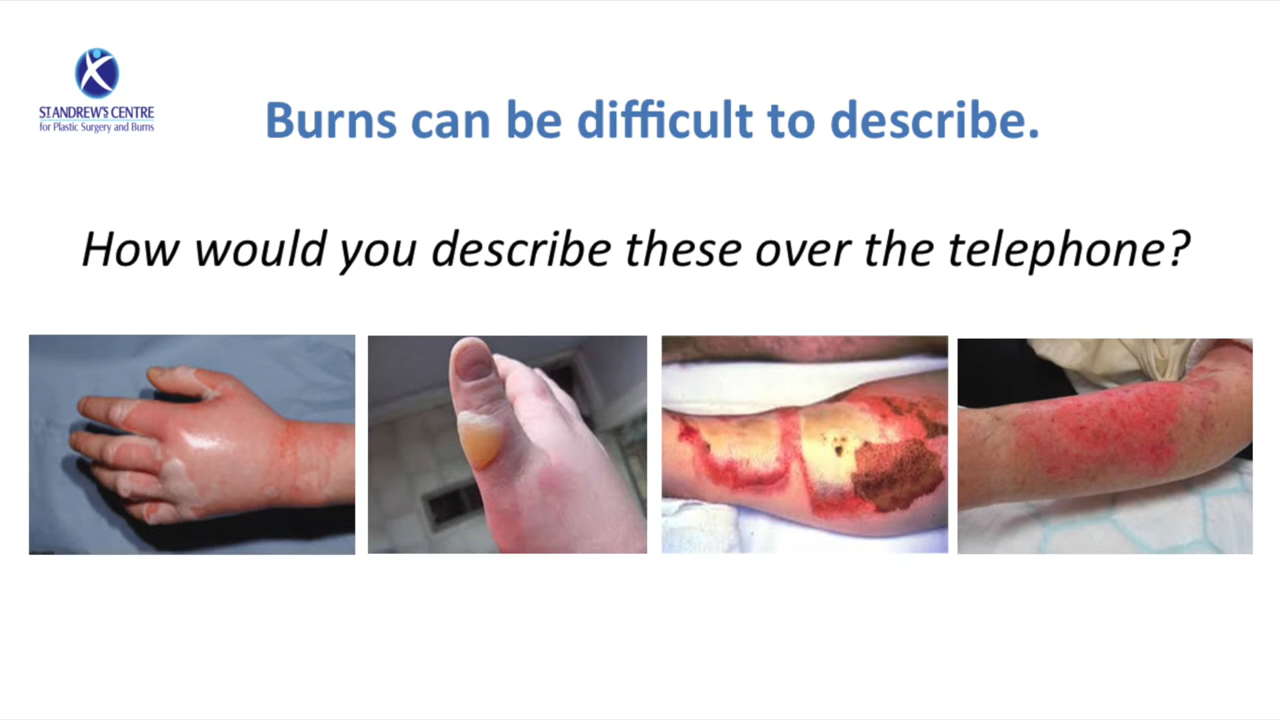 ST ANDREW'S CENTRE
for Plastic Surgery and Burns
Burns can be difficult to describe.
How would you describe these over the telephone?